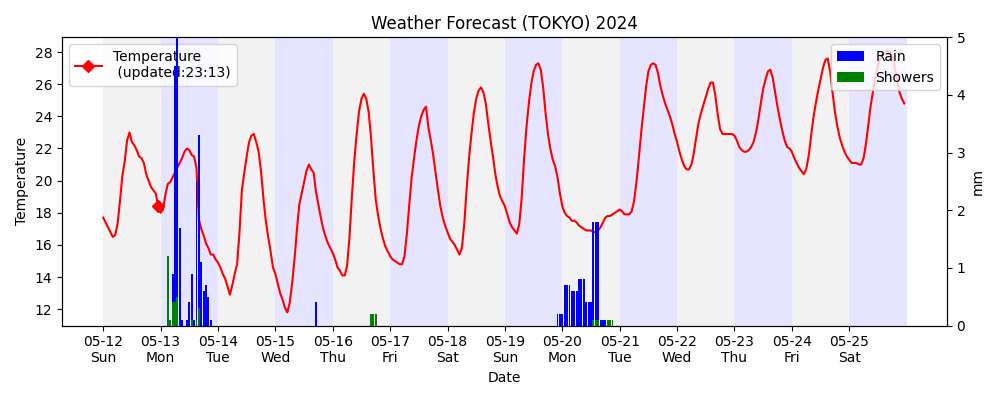 Weather Forecast (TOKYO) 2024
Temperature
(updated:23:13)
Rain
Showers
Temperature
28
26
24
22
20
18
16
14
12
5
4
3
2
1
0
mm
05-12 05-13 05-14 05-15 05-16 05-17 05-18 05-19 05-20 05-21 05-22 05-23 05-24 05-25
Sun Mon Tue Wed Thu Fri Sat Sun Mon Tue Wed Thu Fri Sat
Date